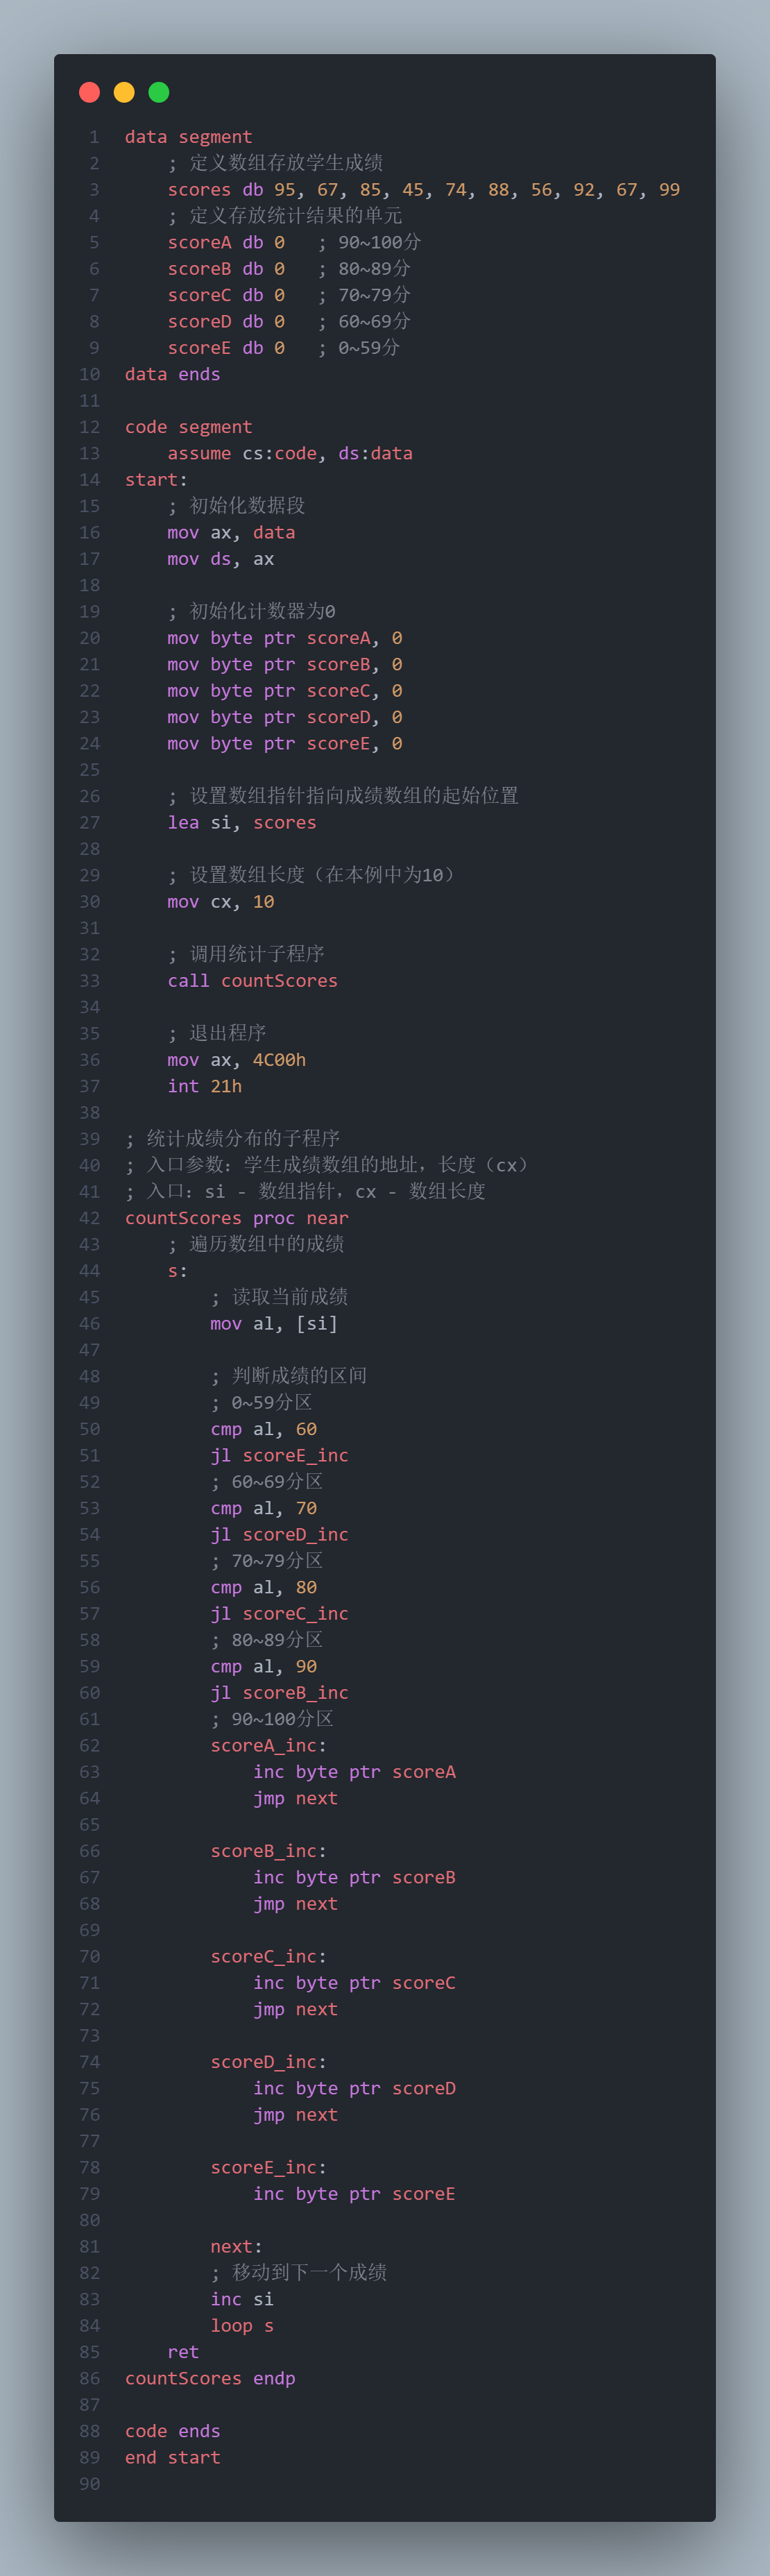 1 data segment
2     ; 定义数组存放学生成绩
3     scores db 95, 67, 85, 45, 74, 88, 56, 92, 67, 99
4     ; 定义存放统计结果的单元
5     scoreA db 0   ; 90~100分
6     scoreB db 0   ; 80~89分
7     scoreC db 0   ; 70~79分
8     scoreD db 0   ; 60~69分
9     scoreE db 0   ; 0~59分
10 data ends
11
12 code segment
13     assume cs:code, ds:data
14 start:
15     ; 初始化数据段
16     mov ax, data
17     mov ds, ax
18
19     ; 初始化计数器为0
20     mov byte ptr scoreA, 0
21     mov byte ptr scoreB, 0
22     mov byte ptr scoreC, 0
23     mov byte ptr scoreD, 0
24     mov byte ptr scoreE, 0
25
26     ; 设置数组指针指向成绩数组的起始位置
27     lea si, scores
28
29     ; 设置数组长度（在本例中为10）
30     mov cx, 10
31
32     ; 调用统计子程序
33     call countScores
34
35     ; 退出程序
36     mov ax, 4C00h
37     int 21h
38
39 ; 统计成绩分布的子程序
40 ; 入口参数：学生成绩数组的地址，长度（cx）
41 ; 入口：si - 数组指针，cx - 数组长度
42 countScores proc near
43     ; 遍历数组中的成绩
44     s:
45         ; 读取当前成绩
46         mov al, [si]
47
48         ; 判断成绩的区间
49         ; 0~59分区
50         cmp al, 60
51         jl scoreE_inc
52         ; 60~69分区
53         cmp al, 70
54         jl scoreD_inc
55         ; 70~79分区
56         cmp al, 80
57         jl scoreC_inc
58         ; 80~89分区
59         cmp al, 90
60         jl scoreB_inc
61         ; 90~100分区
62         scoreA_inc:
63             inc byte ptr scoreA
64             jmp next
65
66         scoreB_inc:
67             inc byte ptr scoreB
68             jmp next
69
70         scoreC_inc:
71             inc byte ptr scoreC
72             jmp next
73
74         scoreD_inc:
75             inc byte ptr scoreD
76             jmp next
77
78         scoreE_inc:
79             inc byte ptr scoreE
80
81         next:
82         ; 移动到下一个成绩
83         inc si
84         loop s
85     ret
86 countScores endp
87
88 code ends
89 end start
90